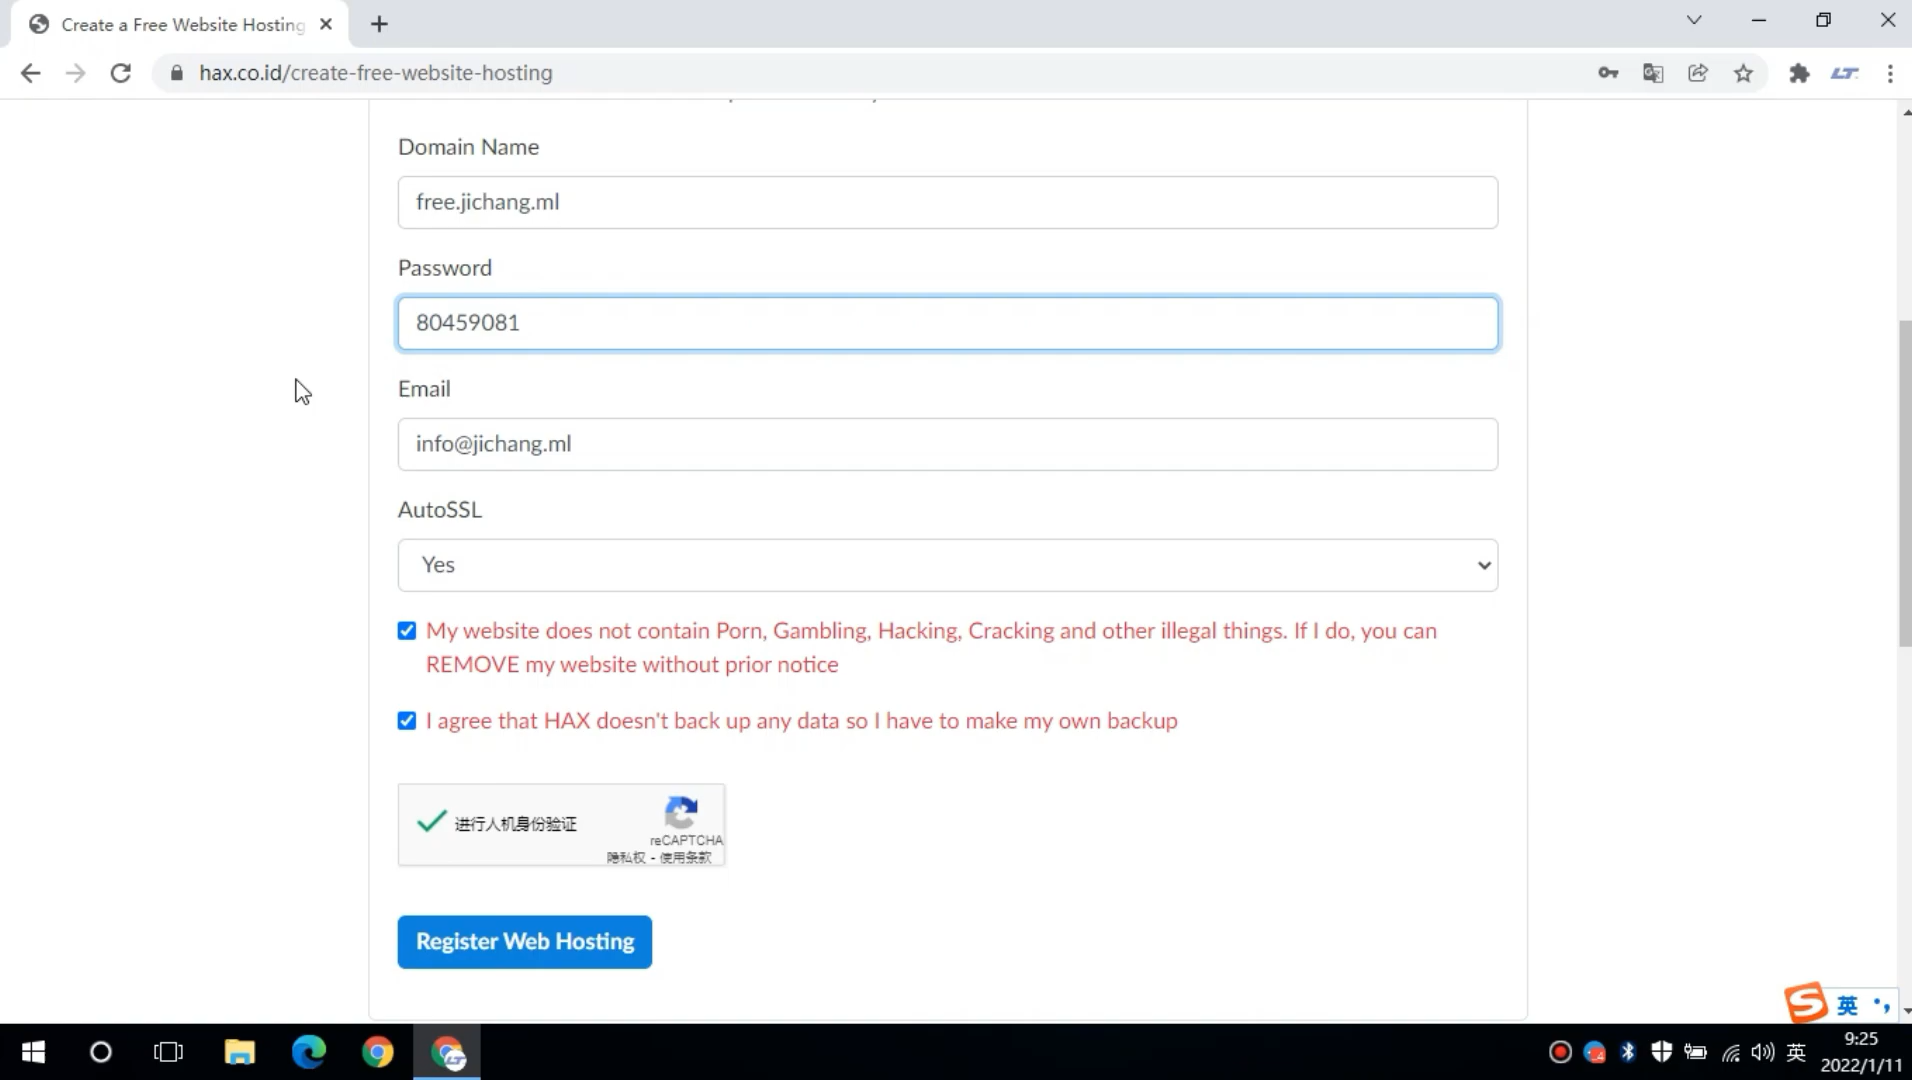 Create a Free Website Hosting
hax.co.id/create-free-website-hosting
LT
Domain Name
free.jichang.ml
Password
80459081
Email
info@jichang.ml
AutoSSL
Yes
My website does not contain Porn, Gambling, Hacking, Cracking and other illegal things. If I do, you can
REMOVE my website without prior notice
I agree that HAX doesn't back up any data so I have to make my own backup
进行人机身份验证
reCAPTCHA
隐私权 - 使用条款
Register Web Hosting
英
英
9:25
2022/1/11